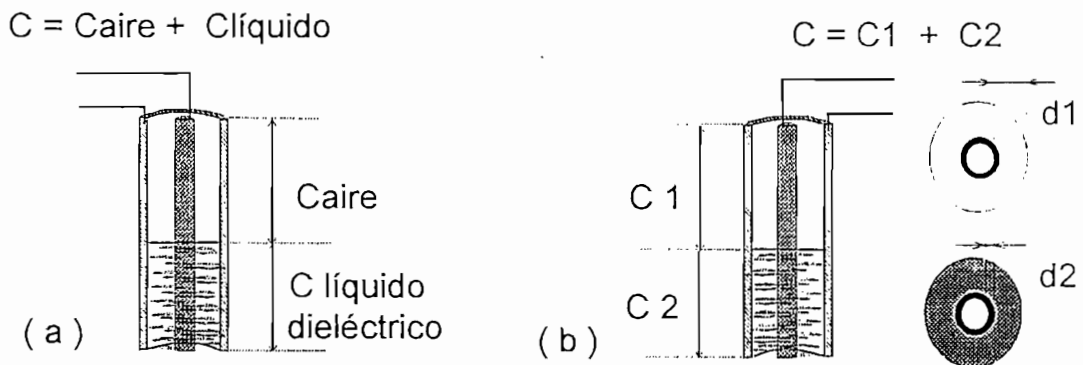 C = Caire + Clíquido
Caire
C líquido
dieléctrico
( a )
C = C1 + C2
d1
C 1
d2
C 2
( b )